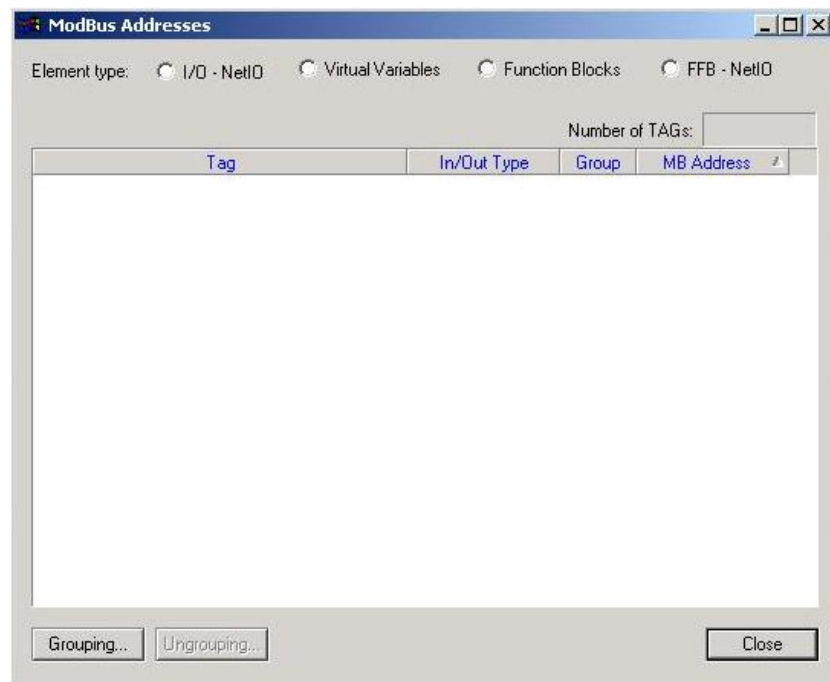 ModBus Addresses
Element type: I/O - NetIO Virtual Variables Function Blocks FFB - NetIO
Number of TAGs:
Tag In/Out Type Group MB Address
Grouping... Ungrouping... Close